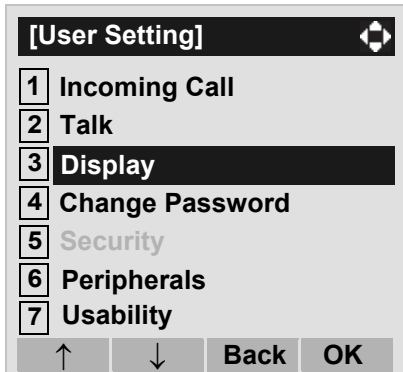 [User Setting]
1 Incoming Call
2 Talk
3 Display
4 Change Password
5 Security
6 Peripherals
7 Usability
↑ ↓ Back OK